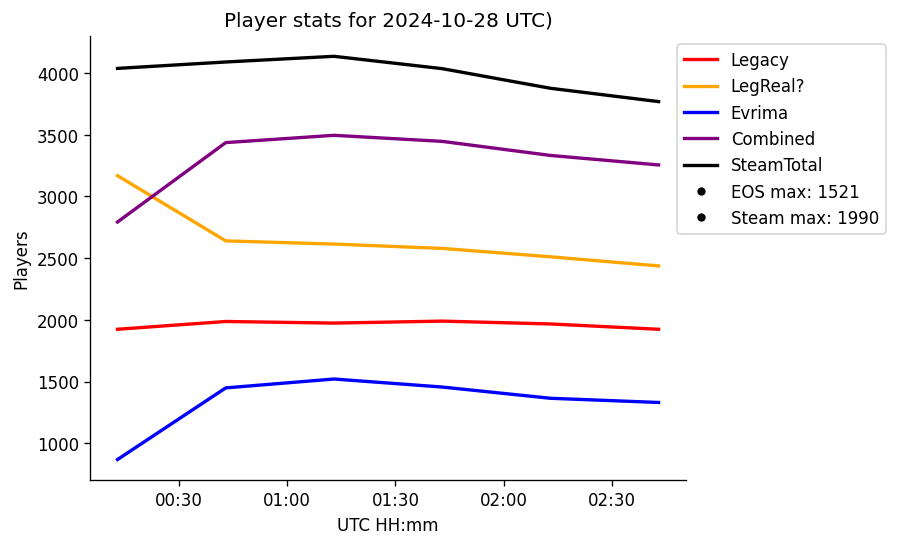 Player stats for 2024-10-28 UTC)
Players
4000
3500
3000
2500
2000
1500
1000
00:30
01:00
01:30
02:00
02:30
UTC HH:mm
Legacy
LegReal?
Evrima
Combined
SteamTotal
EOS max: 1521
Steam max: 1990